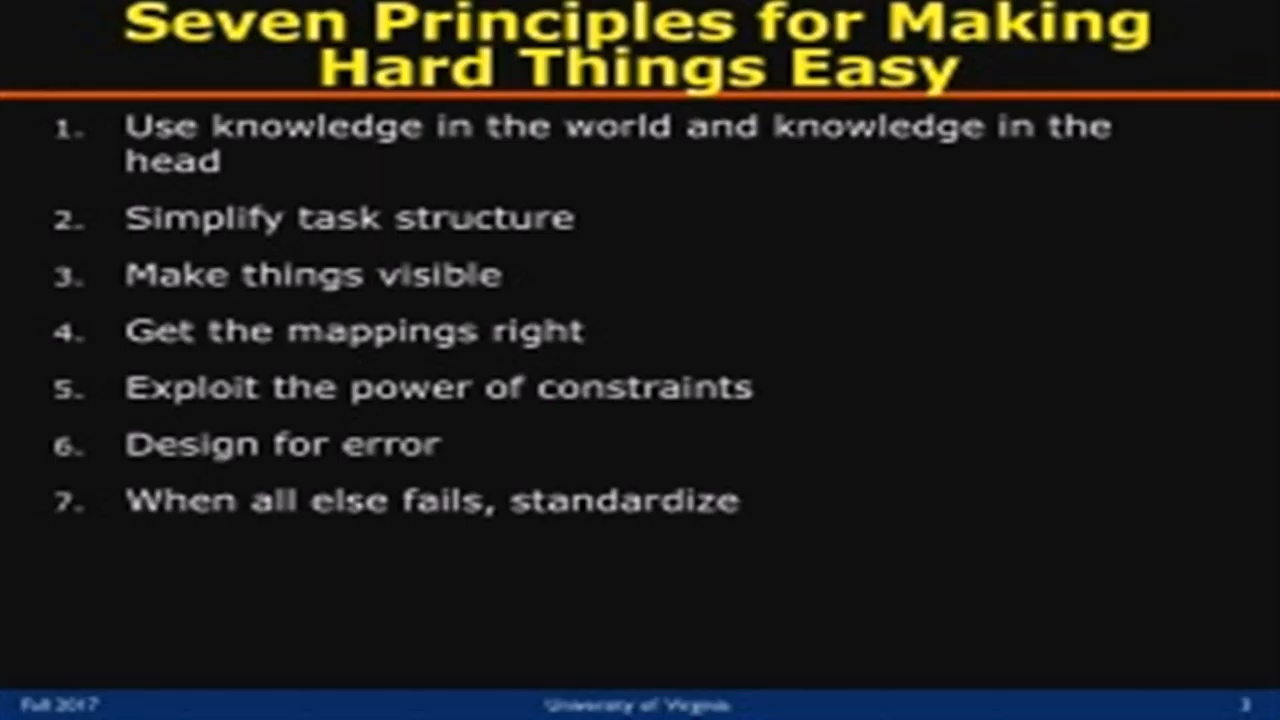 Seven Principles for Making
Hard Things Easy
1. Use knowledge in the world and knowledge in the
head
2. Simplify task structure
3. Make things visible
4. Get the mappings right
5. Exploit the power of constraints
6. Design for error
7. When all else fails, standardize
Fall 2017 University of Virginia 3